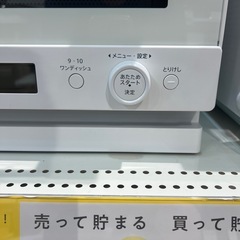 9・10
ワンディッシュ
◀メニュー・設定▶
あたため
スタート
決定
とりけし
! 売って貯まる 買って貯